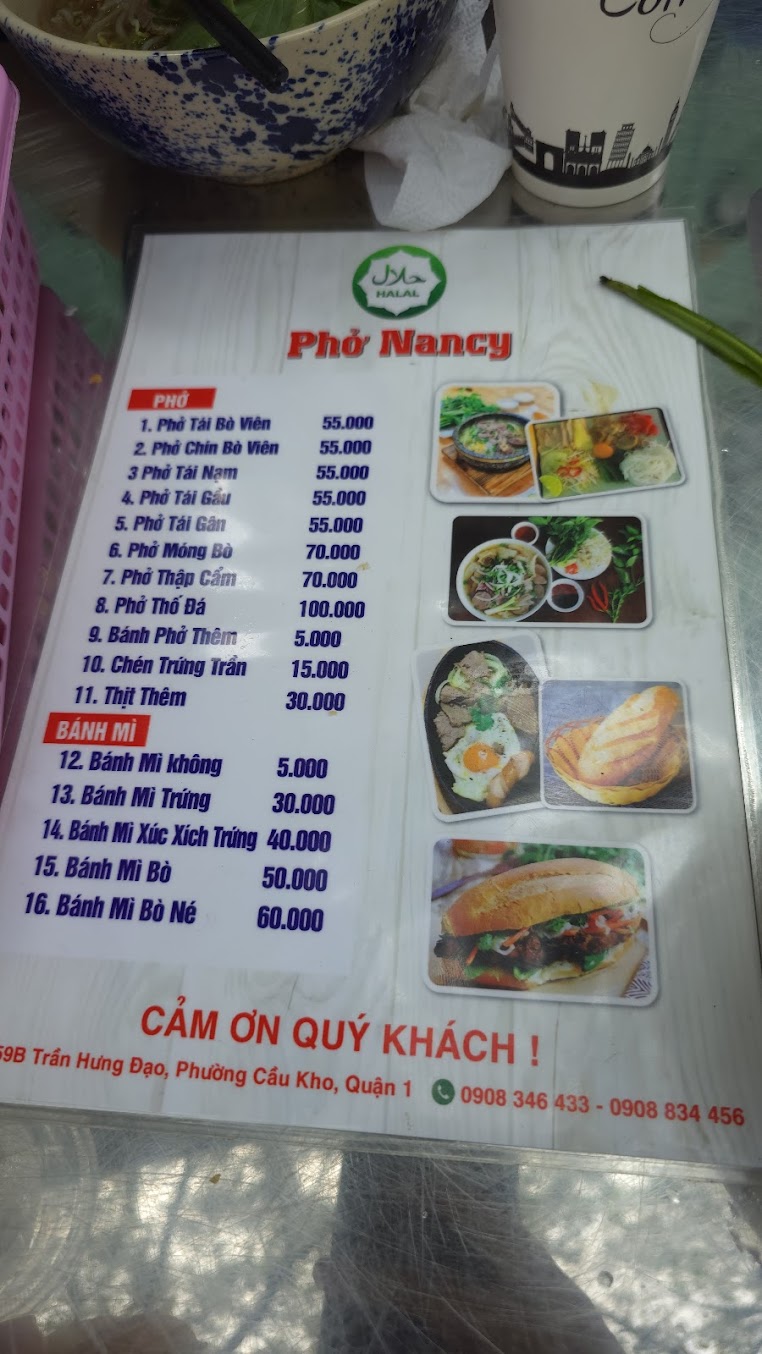 حلال
HALAL
Phở Nancy
PHỞ
1. Phở Tái Bò Viên 55.000
2. Phở Chín Bò Viên 55.000
3 Phở Tái Nạm 55.000
4. Phở Tái Gầu 55.000
5. Phở Tái Gân 55.000
6. Phở Móng Bò 70.000
7. Phở Thập Cẩm 70.000
8. Phở Thố Đá 100.000
9. Bánh Phở Thêm 5.000
10. Chén Trứng Trần 15.000
11. Thịt Thêm 30.000
BÁNH MÌ
12. Bánh Mì không 5.000
13. Bánh Mì Trứng 30.000
14. Bánh Mì Xúc Xích Trứng 40.000
15. Bánh Mì Bò 50.000
16. Bánh Mì Bò Né 60.000
CẢM ƠN QUÝ KHÁCH !
59B Trần Hưng Đạo, Phường Cầu Kho, Quận 1 0908 346 433 - 0908 834 456